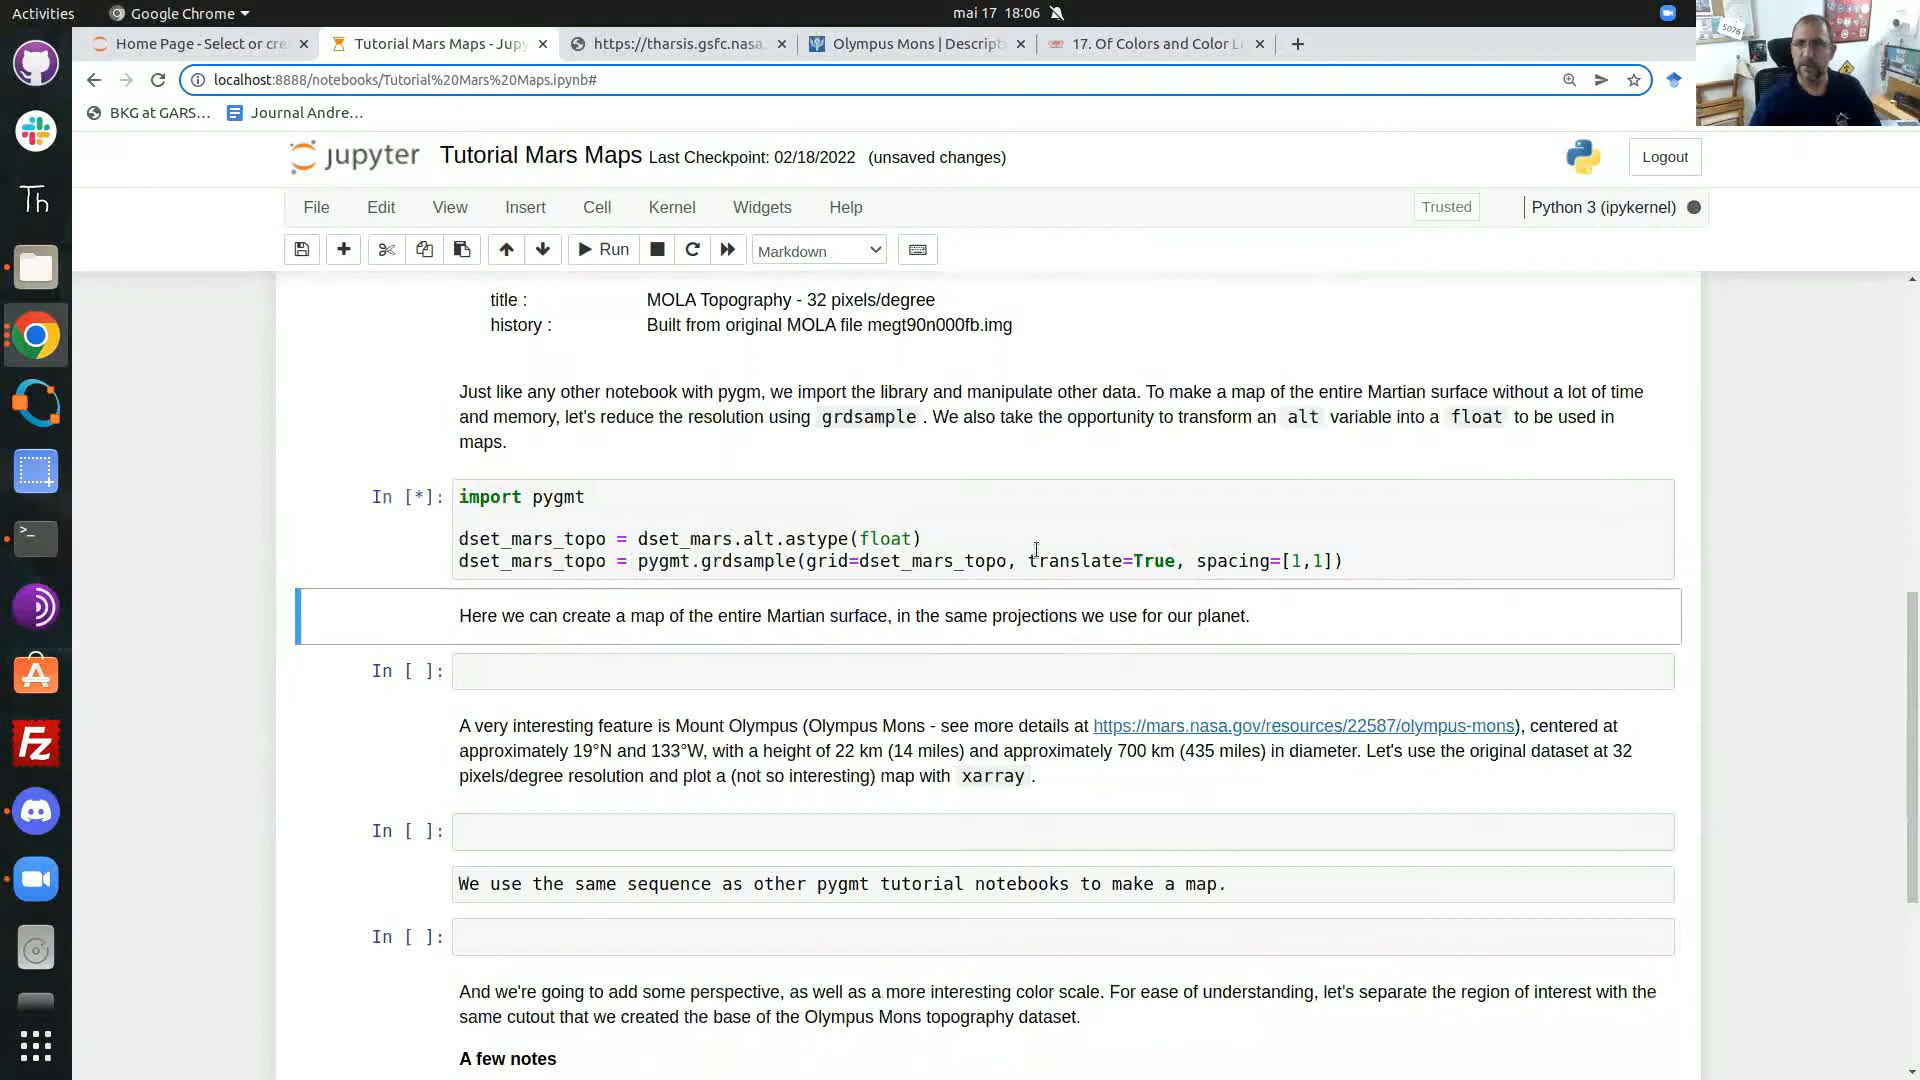 Activities
Google Chrome
mai 17 18:06
Home Page - Select or cre
Tutorial Mars Maps - Jupy
https://tharsis.gsfc.nasa.
Olympus Mons | Descript
17. Of Colors and Color L
localhost:8888/notebooks/Tutorial%20Mars%20Maps.ipynb#
BKG at GARS...
Journal Andre...
jupyter
Tutorial Mars Maps Last Checkpoint: 02/18/2022 (unsaved changes)
Logout
File Edit View Insert Cell Kernel Widgets Help
Trusted
Python 3 (ipykernel)
Run
Markdown
Th
5076
title : MOLA Topography - 32 pixels/degree
history : Built from original MOLA file megt90n000fb.img
Just like any other notebook with pygm, we import the library and manipulate other data. To make a map of the entire Martian surface without a lot of time
and memory, let's reduce the resolution using grdsample . We also take the opportunity to transform an alt variable into a float to be used in
maps.
In [*]: import pygmt
dset_mars_topo = dset_mars.alt.astype(float)
dset_mars_topo = pygmt.grdsample(grid=dset_mars_topo, translate=True, spacing=[1,1])
Here we can create a map of the entire Martian surface, in the same projections we use for our planet.
In [ ]:
A very interesting feature is Mount Olympus (Olympus Mons - see more details at https://mars.nasa.gov/resources/22587/olympus-mons), centered at
approximately 19°N and 133°W, with a height of 22 km (14 miles) and approximately 700 km (435 miles) in diameter. Let's use the original dataset at 32
pixels/degree resolution and plot a (not so interesting) map with xarray .
In [ ]:
We use the same sequence as other pygmt tutorial notebooks to make a map.
In [ ]:
And we're going to add some perspective, as well as a more interesting color scale. For ease of understanding, let's separate the region of interest with the
same cutout that we created the base of the Olympus Mons topography dataset.
A few notes